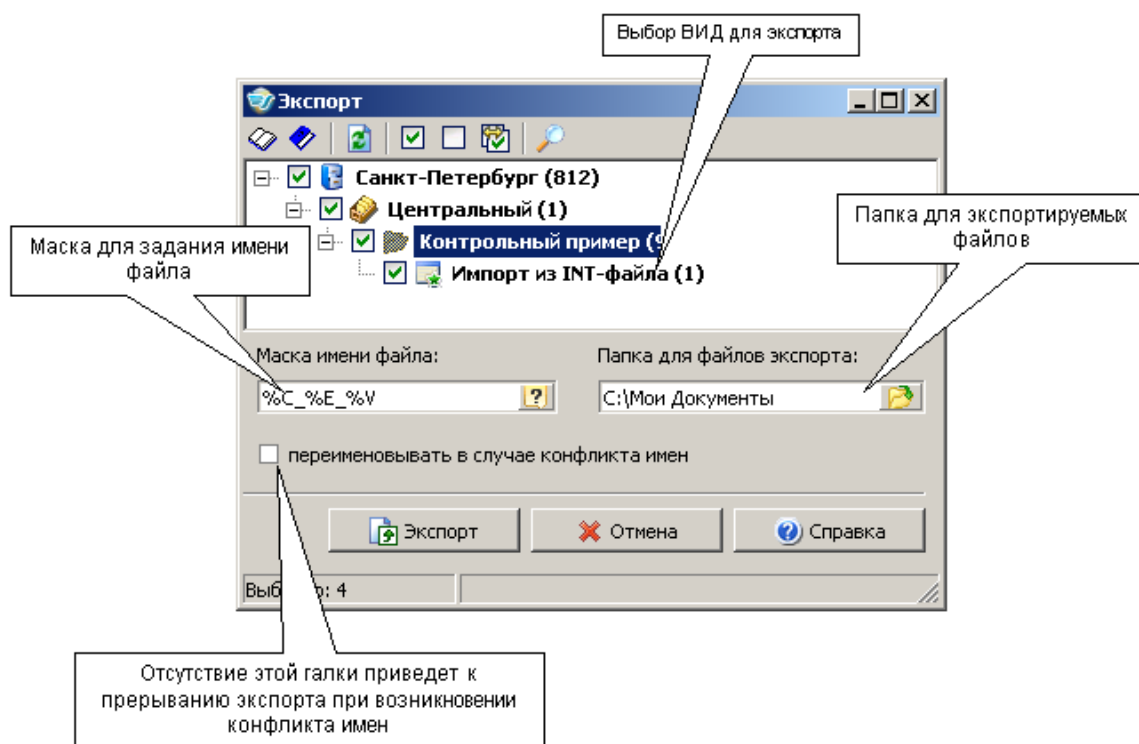 Выбор ВИД для экспорта
Экспорт
Санкт-Петербург (812)
Центральный (1)
Контрольный пример (9
Импорт из INT-файла (1)
Маска для задания имени
файла
Папка для экспортируемых
файлов
Маска имени файла:
Папка для файлов экспорта:
%C_%E_%V
C:\Мои Документы
переименовывать в случае конфликта имен
Экспорт
Отмена
Справка
: 4
Отсутствие этой галки приведет к
прерыванию экспорта при возникновении
конфликта имен